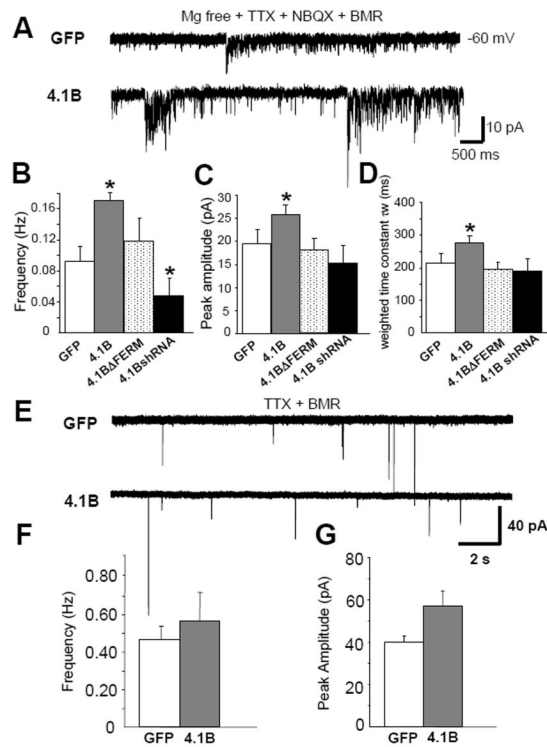 A
Mg free + TTX + NBQX + BMR
GFP
-60 mV
4.1B
10 pA
500 ms
B
Frequency (Hz)
0.16
0.12
0.08
0.04
0
*
*
GFP
4.1B
4.1BΔFERM
4.1BshRNA
C
Peak amplitude (pA)
30
25
20
15
10
5
0
*
GFP
4.1B
4.1BΔFERM
4.1B shRNA
D
weighted time constant τw (ms)
400
300
200
100
0
*
GFP
4.1B
4.1BΔFERM
4.1B shRNA
E
TTX + BMR
GFP
4.1B
40 pA
2 s
F
Frequency (Hz)
0.80
0.60
0.40
0.20
0
GFP 4.1B
G
Peak Amplitude (pA)
80
60
40
20
0
GFP 4.1B